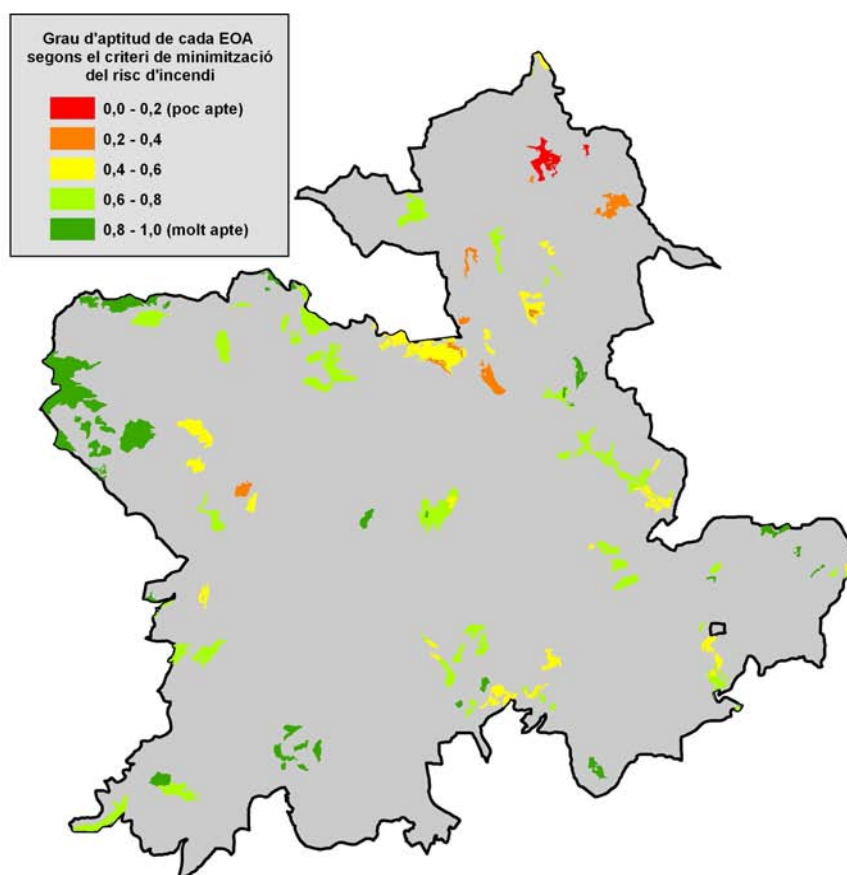 Grau d'aptitud de cada EOA
segons el criteri de minimització
del risc d'incendi
0,0 - 0,2 (poc apte)
0,2 - 0,4
0,4 - 0,6
0,6 - 0,8
0,8 - 1,0 (molt apte)